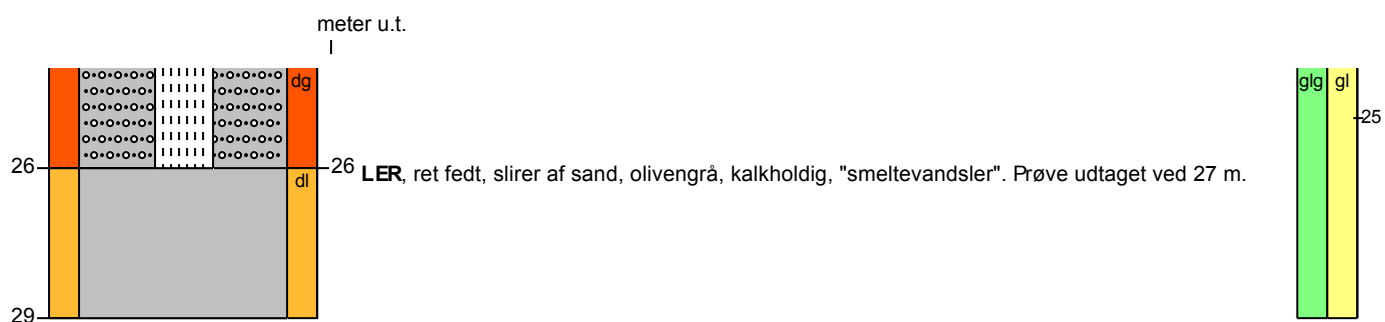 meter u.t.
dg
glg gl
25
26 26 LER, ret fedt, slirer af sand, olivengrå, kalkholdig, "smeltevandsler". Prøve udtaget ved 27 m.
dl
29